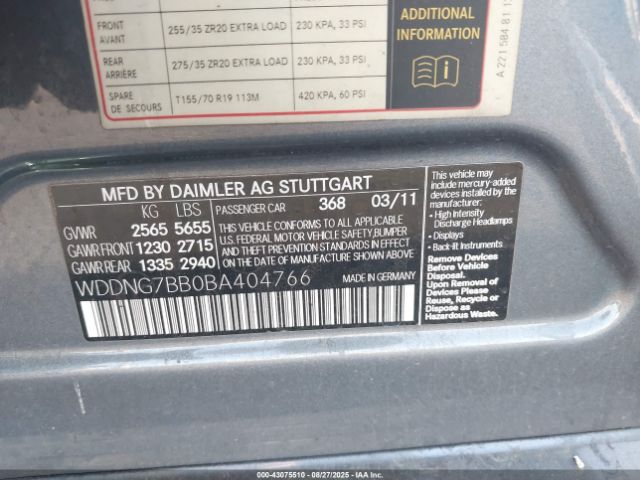 FRONT
AVANT
255/35 ZR20 EXTRA LOAD
230 KPA, 33 PSI
REAR
ARRIÈRE
275/35 ZR20 EXTRA LOAD
230 KPA, 33 PSI
SPARE
DE SECOURS
T155/70 R19 113M
420 KPA, 60 PSI
ADDITIONAL
INFORMATION
A 221 584 81 13
MFD BY DAIMLER AG STUTTGART
KG LBS
GVWR 2565 5655
GAWR FRONT 1230 2715
GAWR REAR 1335 2940
PASSENGER CAR 368 03/11
THIS VEHICLE CONFORMS TO ALL APPLICABLE
U.S. FEDERAL MOTOR VEHICLE SAFETY,BUMPER
AND THEFT PREVENTION STANDARDS IN EFFECT
ON THE DATE OF MANUFACTURE SHOWN ABOVE.
WDDNG7BB0BA404766
MADE IN GERMANY
This vehicle may
include mercury-added
devices installed by the
manufacturer:
• High Intensity
Discharge Headlamps
• Displays
• Back-lit Instruments
Remove Devices
Before Vehicle
Disposal.
Upon Removal of
Devices Please
Reuse, Recycle or
Dispose as
Hazardous Waste.
000-43075510 - 08/27/2025 - 000